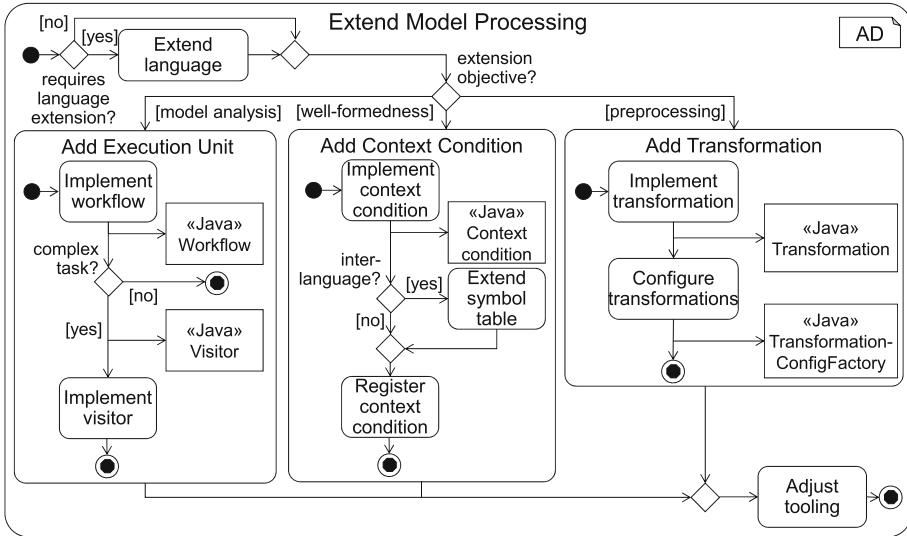 Extend Model Processing
AD
[no]
[yes]
Extend
language
requires
language
extension?
extension
objective?
[model analysis]
[well-formedness]
[preprocessing]
Add Execution Unit
Implement
workflow
«Java»
Workflow
complex
task?
[no]
[yes]
«Java»
Visitor
Implement
visitor
Add Context Condition
Implement
context
condition
«Java»
Context
condition
inter-
language?
[yes]
Extend
symbol
table
[no]
Register
context
condition
Add Transformation
Implement
transformation
«Java»
Transformation
Configure
transformations
«Java»
Transformation-
ConfigFactory
Adjust
tooling